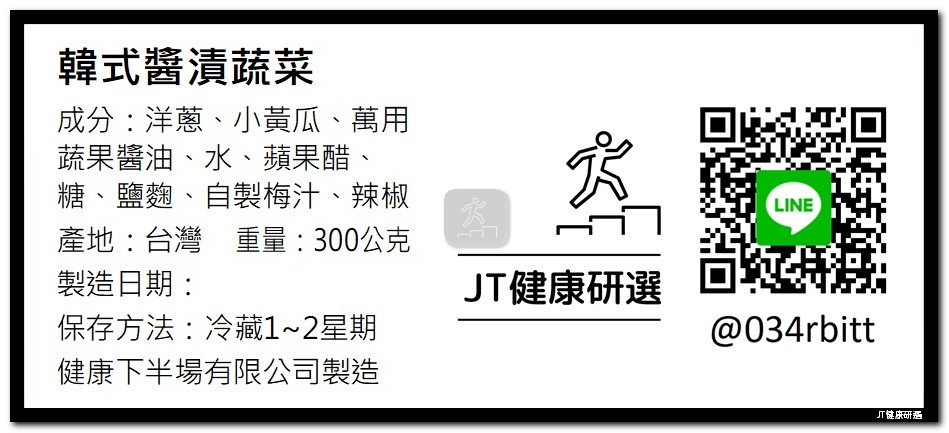 韓式醬漬蔬菜
成分：洋蔥、小黃瓜、萬用
蔬果醬油、水、蘋果醋、
糖、鹽麴、自製梅汁、辣椒
產地：台灣　重量：300公克
製造日期：
保存方法：冷藏1~2星期
健康下半場有限公司製造
JT健康研選
LINE
@034rbitt
JT健康研選